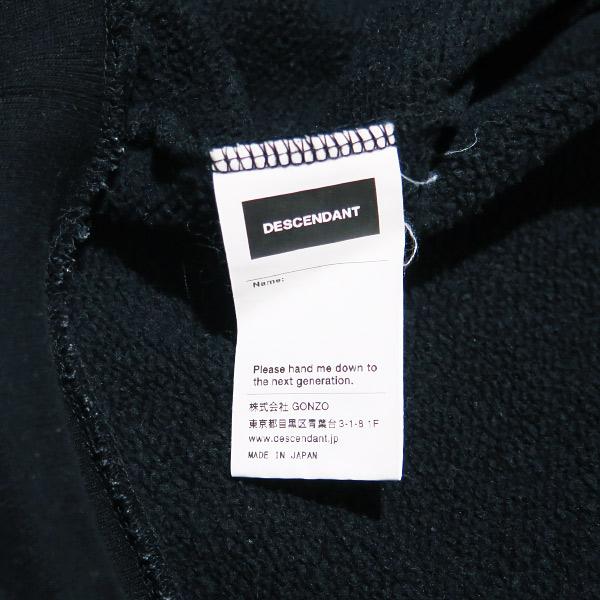 DESCENDANT
Name:
Please hand me down to
the next generation.
株式会社 GONZO
東京都目黒区青葉台3-1-8 1F
www.descendant.jp
MADE IN JAPAN